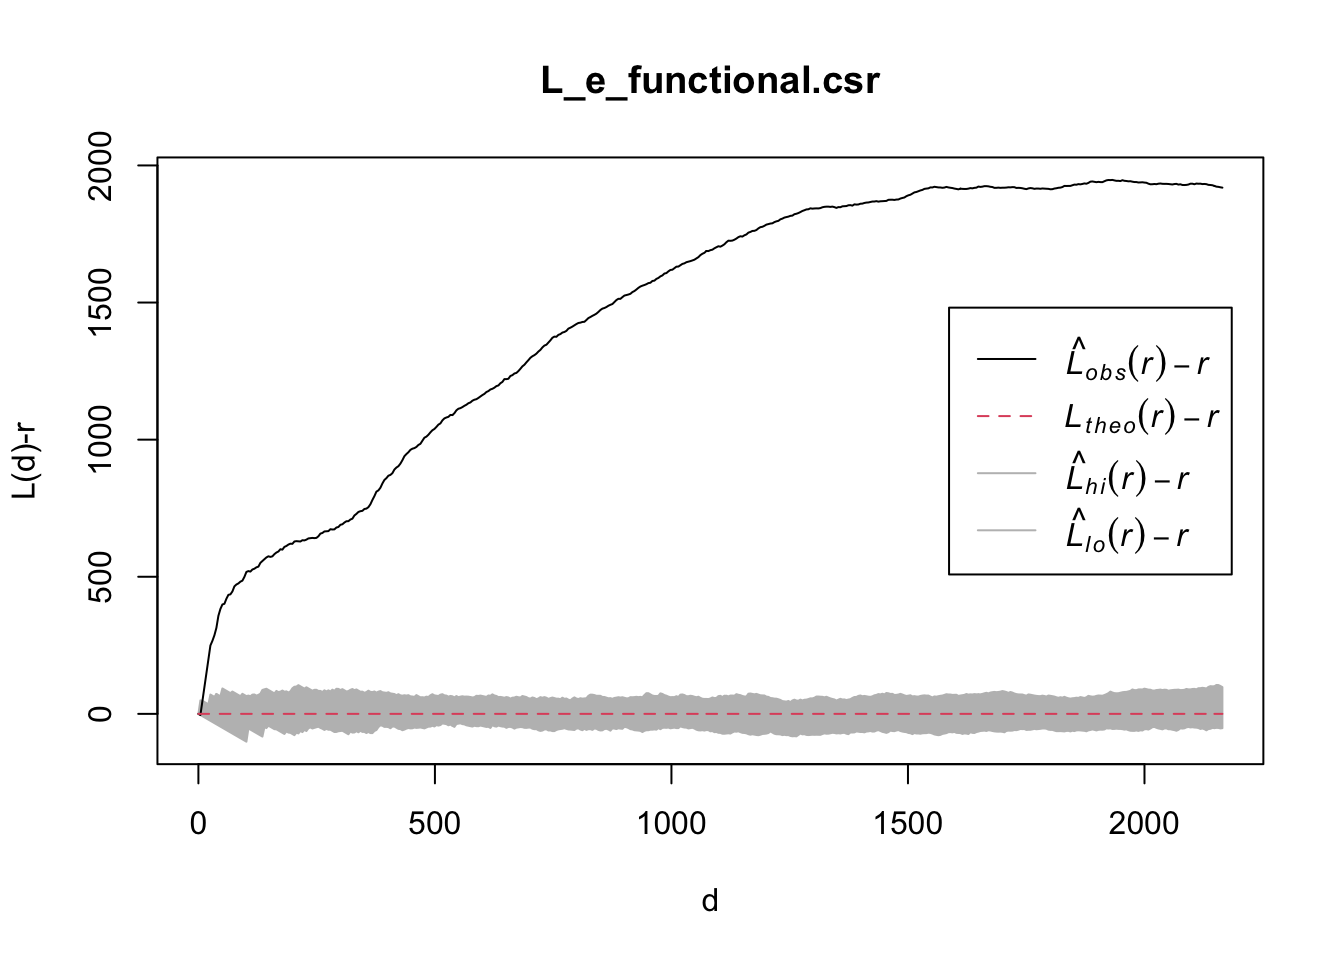 L_e_functional.csr
L(d)-r
2000
1500
1000
500
0
L̂obs(r) – r
Ltheo(r) – r
L̂hi(r) – r
L̂lo(r) – r
0 500 1000 1500 2000
d